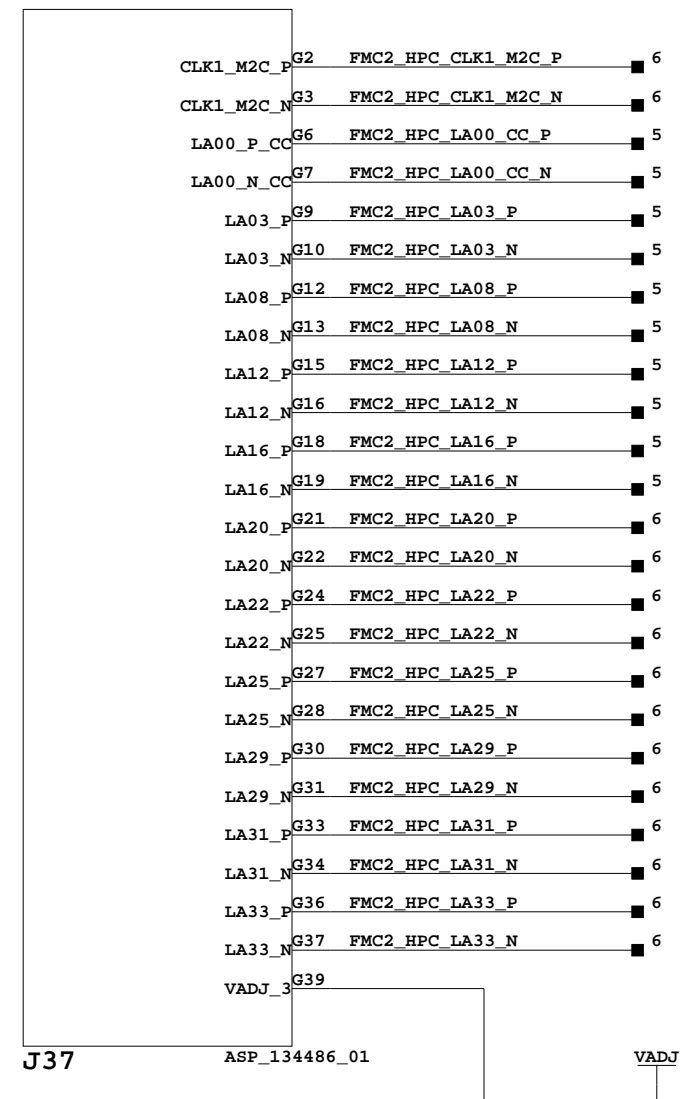 CLK1_M2C_P G2 FMC2_HPC_CLK1_M2C_P 6
CLK1_M2C_N G3 FMC2_HPC_CLK1_M2C_N 6
LA00_P_CC G6 FMC2_HPC_LA00_CC_P 5
LA00_N_CC G7 FMC2_HPC_LA00_CC_N 5
LA03_P G9 FMC2_HPC_LA03_P 5
LA03_N G10 FMC2_HPC_LA03_N 5
LA08_P G12 FMC2_HPC_LA08_P 5
LA08_N G13 FMC2_HPC_LA08_N 5
LA12_P G15 FMC2_HPC_LA12_P 5
LA12_N G16 FMC2_HPC_LA12_N 5
LA16_P G18 FMC2_HPC_LA16_P 5
LA16_N G19 FMC2_HPC_LA16_N 5
LA20_P G21 FMC2_HPC_LA20_P 6
LA20_N G22 FMC2_HPC_LA20_N 6
LA22_P G24 FMC2_HPC_LA22_P 6
LA22_N G25 FMC2_HPC_LA22_N 6
LA25_P G27 FMC2_HPC_LA25_P 6
LA25_N G28 FMC2_HPC_LA25_N 6
LA29_P G30 FMC2_HPC_LA29_P 6
LA29_N G31 FMC2_HPC_LA29_N 6
LA31_P G33 FMC2_HPC_LA31_P 6
LA31_N G34 FMC2_HPC_LA31_N 6
LA33_P G36 FMC2_HPC_LA33_P 6
LA33_N G37 FMC2_HPC_LA33_N 6
VADJ_3 G39
J37 ASP_134486_01 VADJ